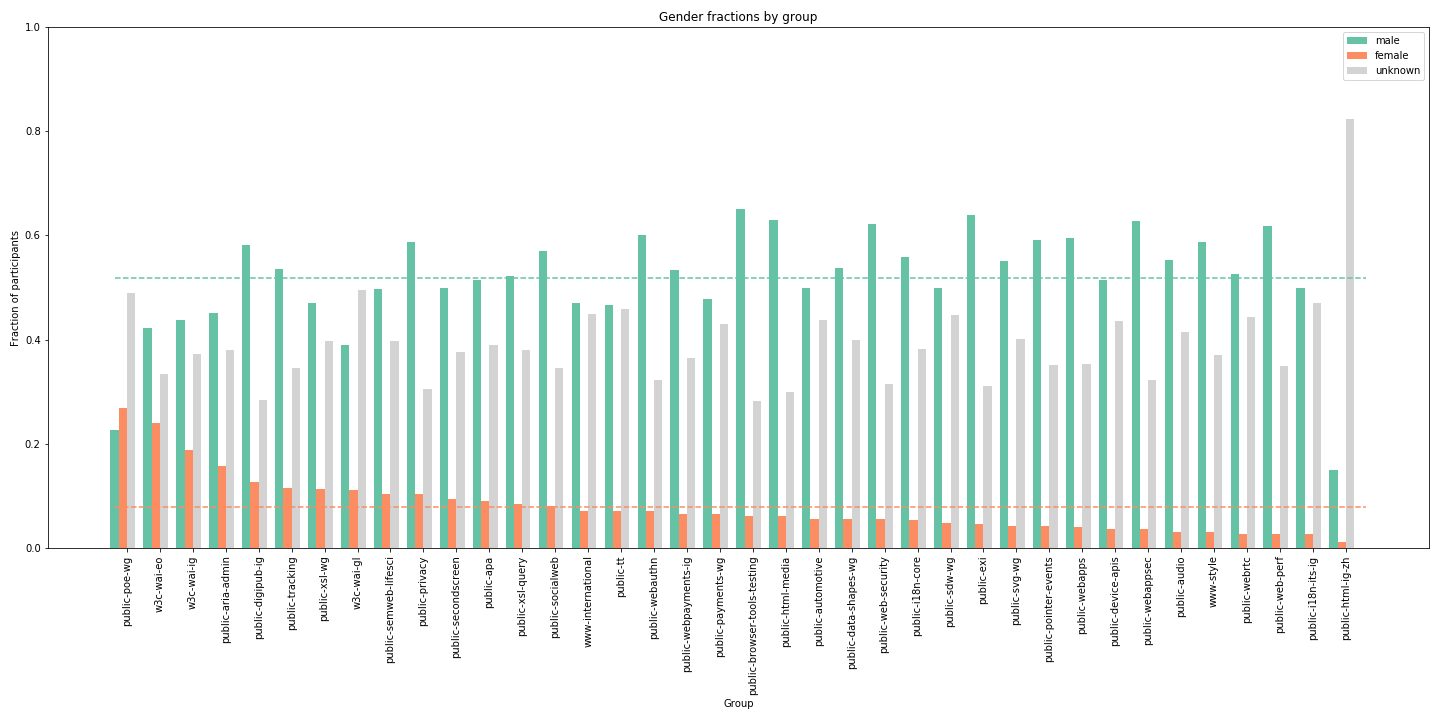 Gender fractions by group
male
female
unknown
Fraction of participants
1.0
0.8
0.6
0.4
0.2
0.0
public-poe-wg
w3c-wai-eo
w3c-wai-ig
public-aria-admin
public-digipub-ig
public-tracking
public-xsl-wg
w3c-wai-gl
public-semweb-lifesci
public-privacy
public-secondscreen
public-apa
public-xsl-query
public-socialweb
www-international
public-tt
public-webauthn
public-webpayments-ig
public-payments-wg
public-browser-tools-testing
public-html-media
public-automotive
public-data-shapes-wg
public-web-security
public-i18n-core
public-sdw-wg
public-exi
public-svg-wg
public-pointer-events
public-webapps
public-device-apis
public-webappsec
public-audio
www-style
public-webrtc
public-web-perf
public-i18n-its-ig
public-html-ig-zh
Group